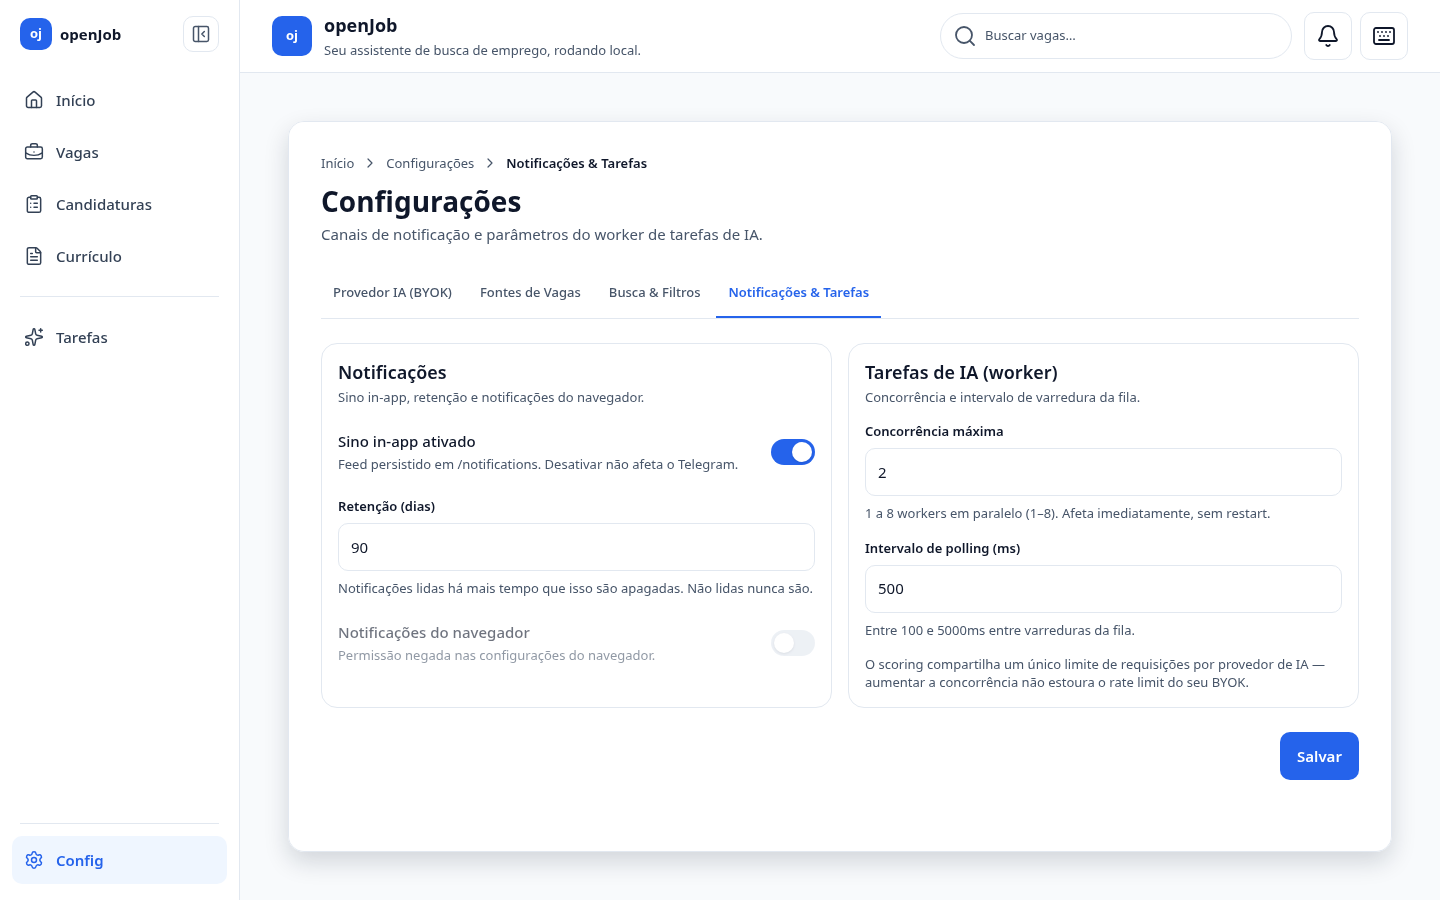 oj openJob
Início
Vagas
Candidaturas
Currículo
Tarefas
Config
oj
openJob
Seu assistente de busca de emprego, rodando local.
Buscar vagas...
Início
Configurações
Notificações & Tarefas
Configurações
Canais de notificação e parâmetros do worker de tarefas de IA.
Provedor IA (BYOK)
Fontes de Vagas
Busca & Filtros
Notificações & Tarefas
Notificações
Sino in-app, retenção e notificações do navegador.
Sino in-app ativado
Feed persistido em /notifications. Desativar não afeta o Telegram.
Retenção (dias)
90
Notificações lidas há mais tempo que isso são apagadas. Não lidas nunca são.
Notificações do navegador
Permissão negada nas configurações do navegador.
Tarefas de IA (worker)
Concorrência e intervalo de varredura da fila.
Concorrência máxima
2
1 a 8 workers em paralelo (1–8). Afeta imediatamente, sem restart.
Intervalo de polling (ms)
500
Entre 100 e 5000ms entre varreduras da fila.
O scoring compartilha um único limite de requisições por provedor de IA —
aumentar a concorrência não estoura o rate limit do seu BYOK.
Salvar